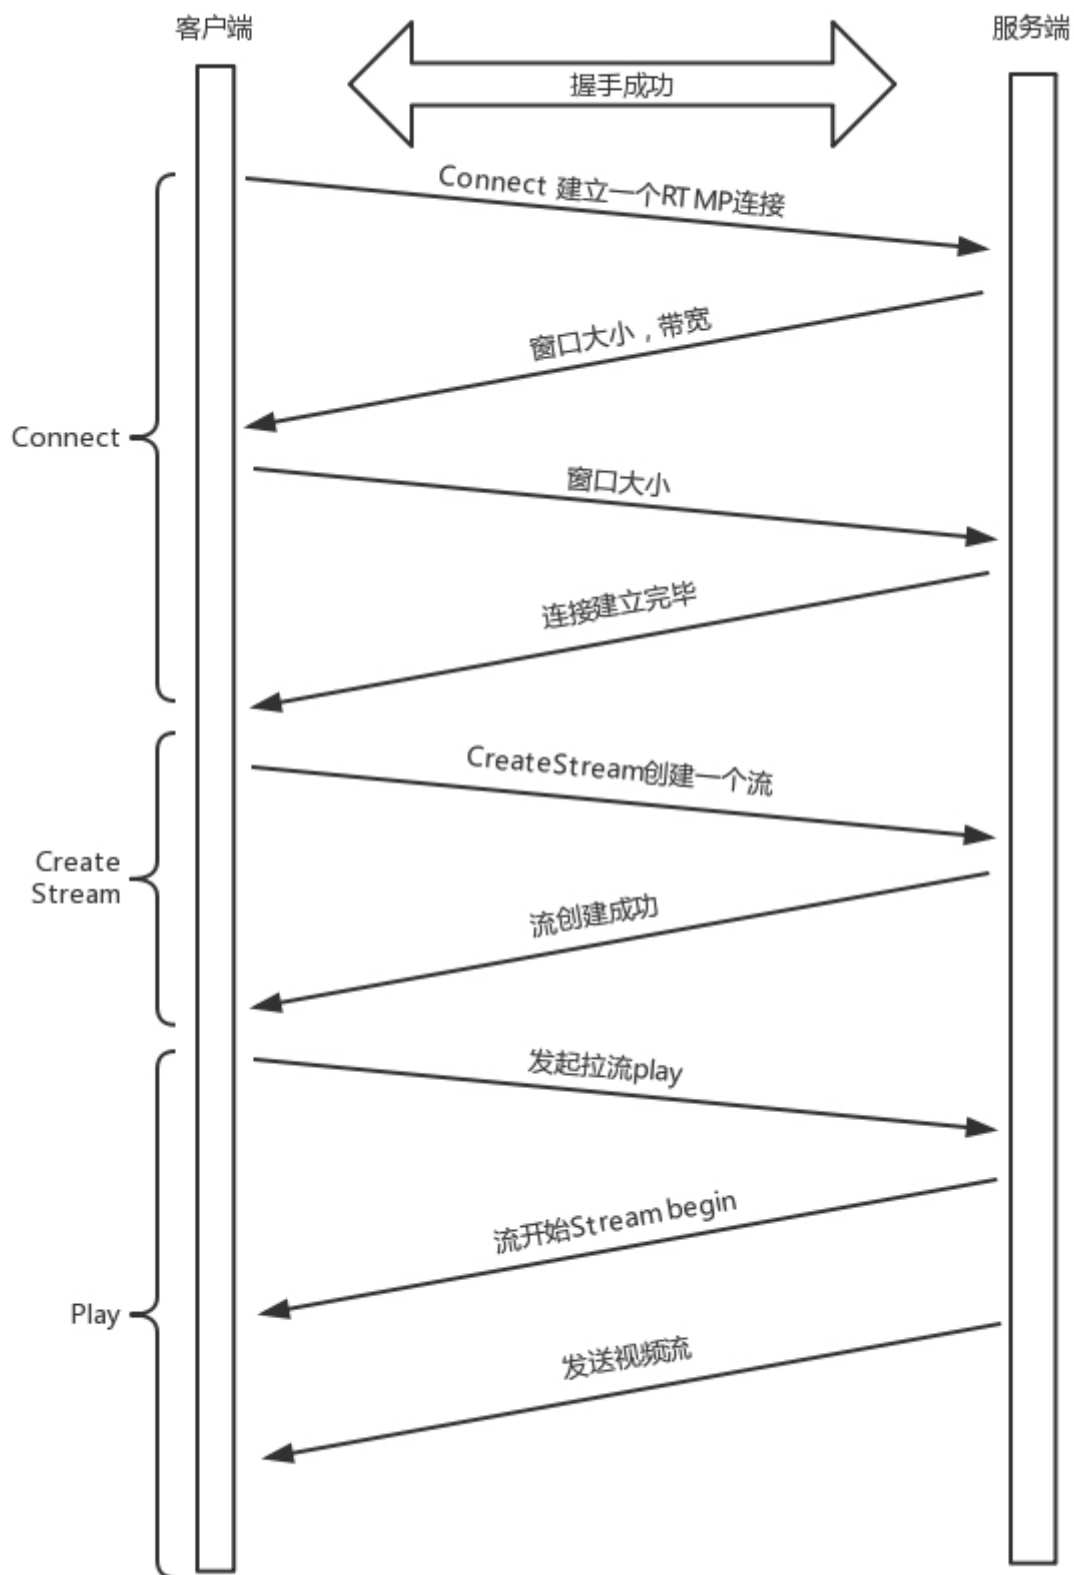 客户端
服务端
握手成功
Connect 建立一个RTMP连接
窗口大小，带宽
Connect
窗口大小
连接建立完毕
CreateStream创建一个流
Create
Stream
流创建成功
发起拉流play
流开始Stream begin
Play
发送视频流